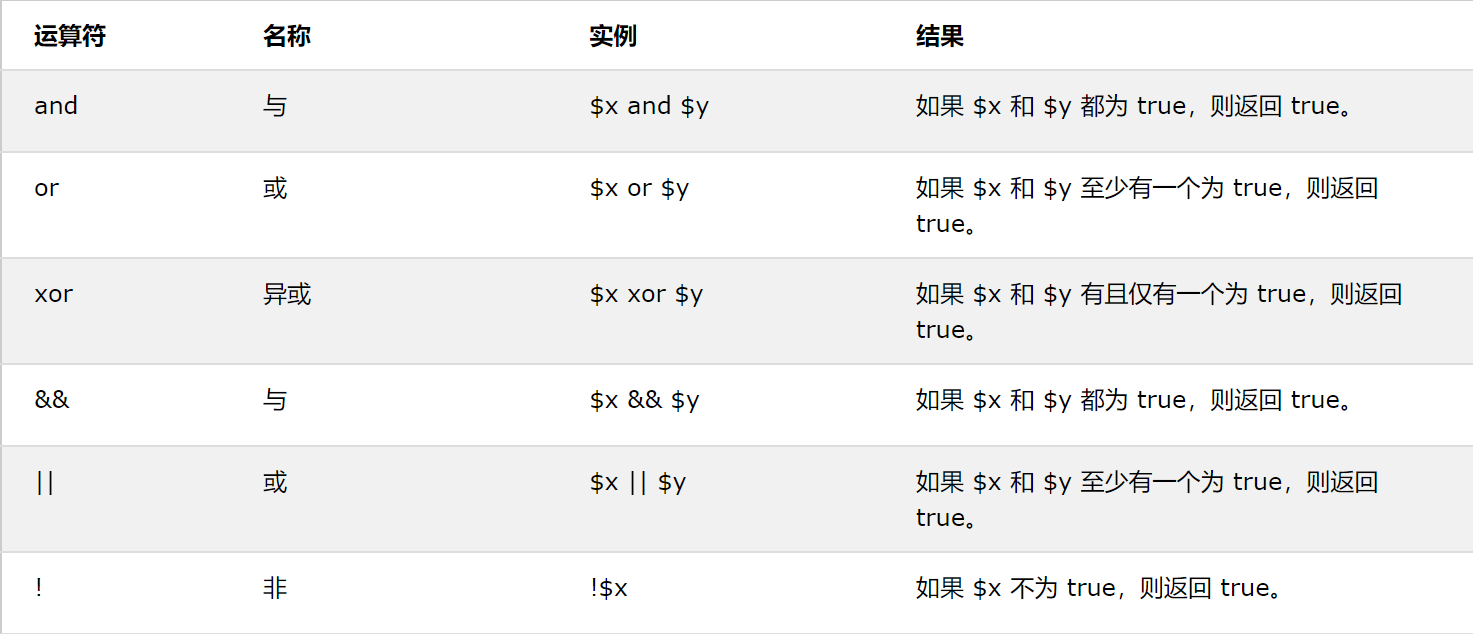 运算符 名称 实例 结果
and 与 $x and $y 如果 $x 和 $y 都为 true，则返回 true。
or 或 $x or $y 如果 $x 和 $y 至少有一个为 true，则返回
true。
xor 异或 $x xor $y 如果 $x 和 $y 有且仅有一个为 true，则返回
true。
&& 与 $x && $y 如果 $x 和 $y 都为 true，则返回 true。
|| 或 $x || $y 如果 $x 和 $y 至少有一个为 true，则返回
true。
! 非 !$x 如果 $x 不为 true，则返回 true。